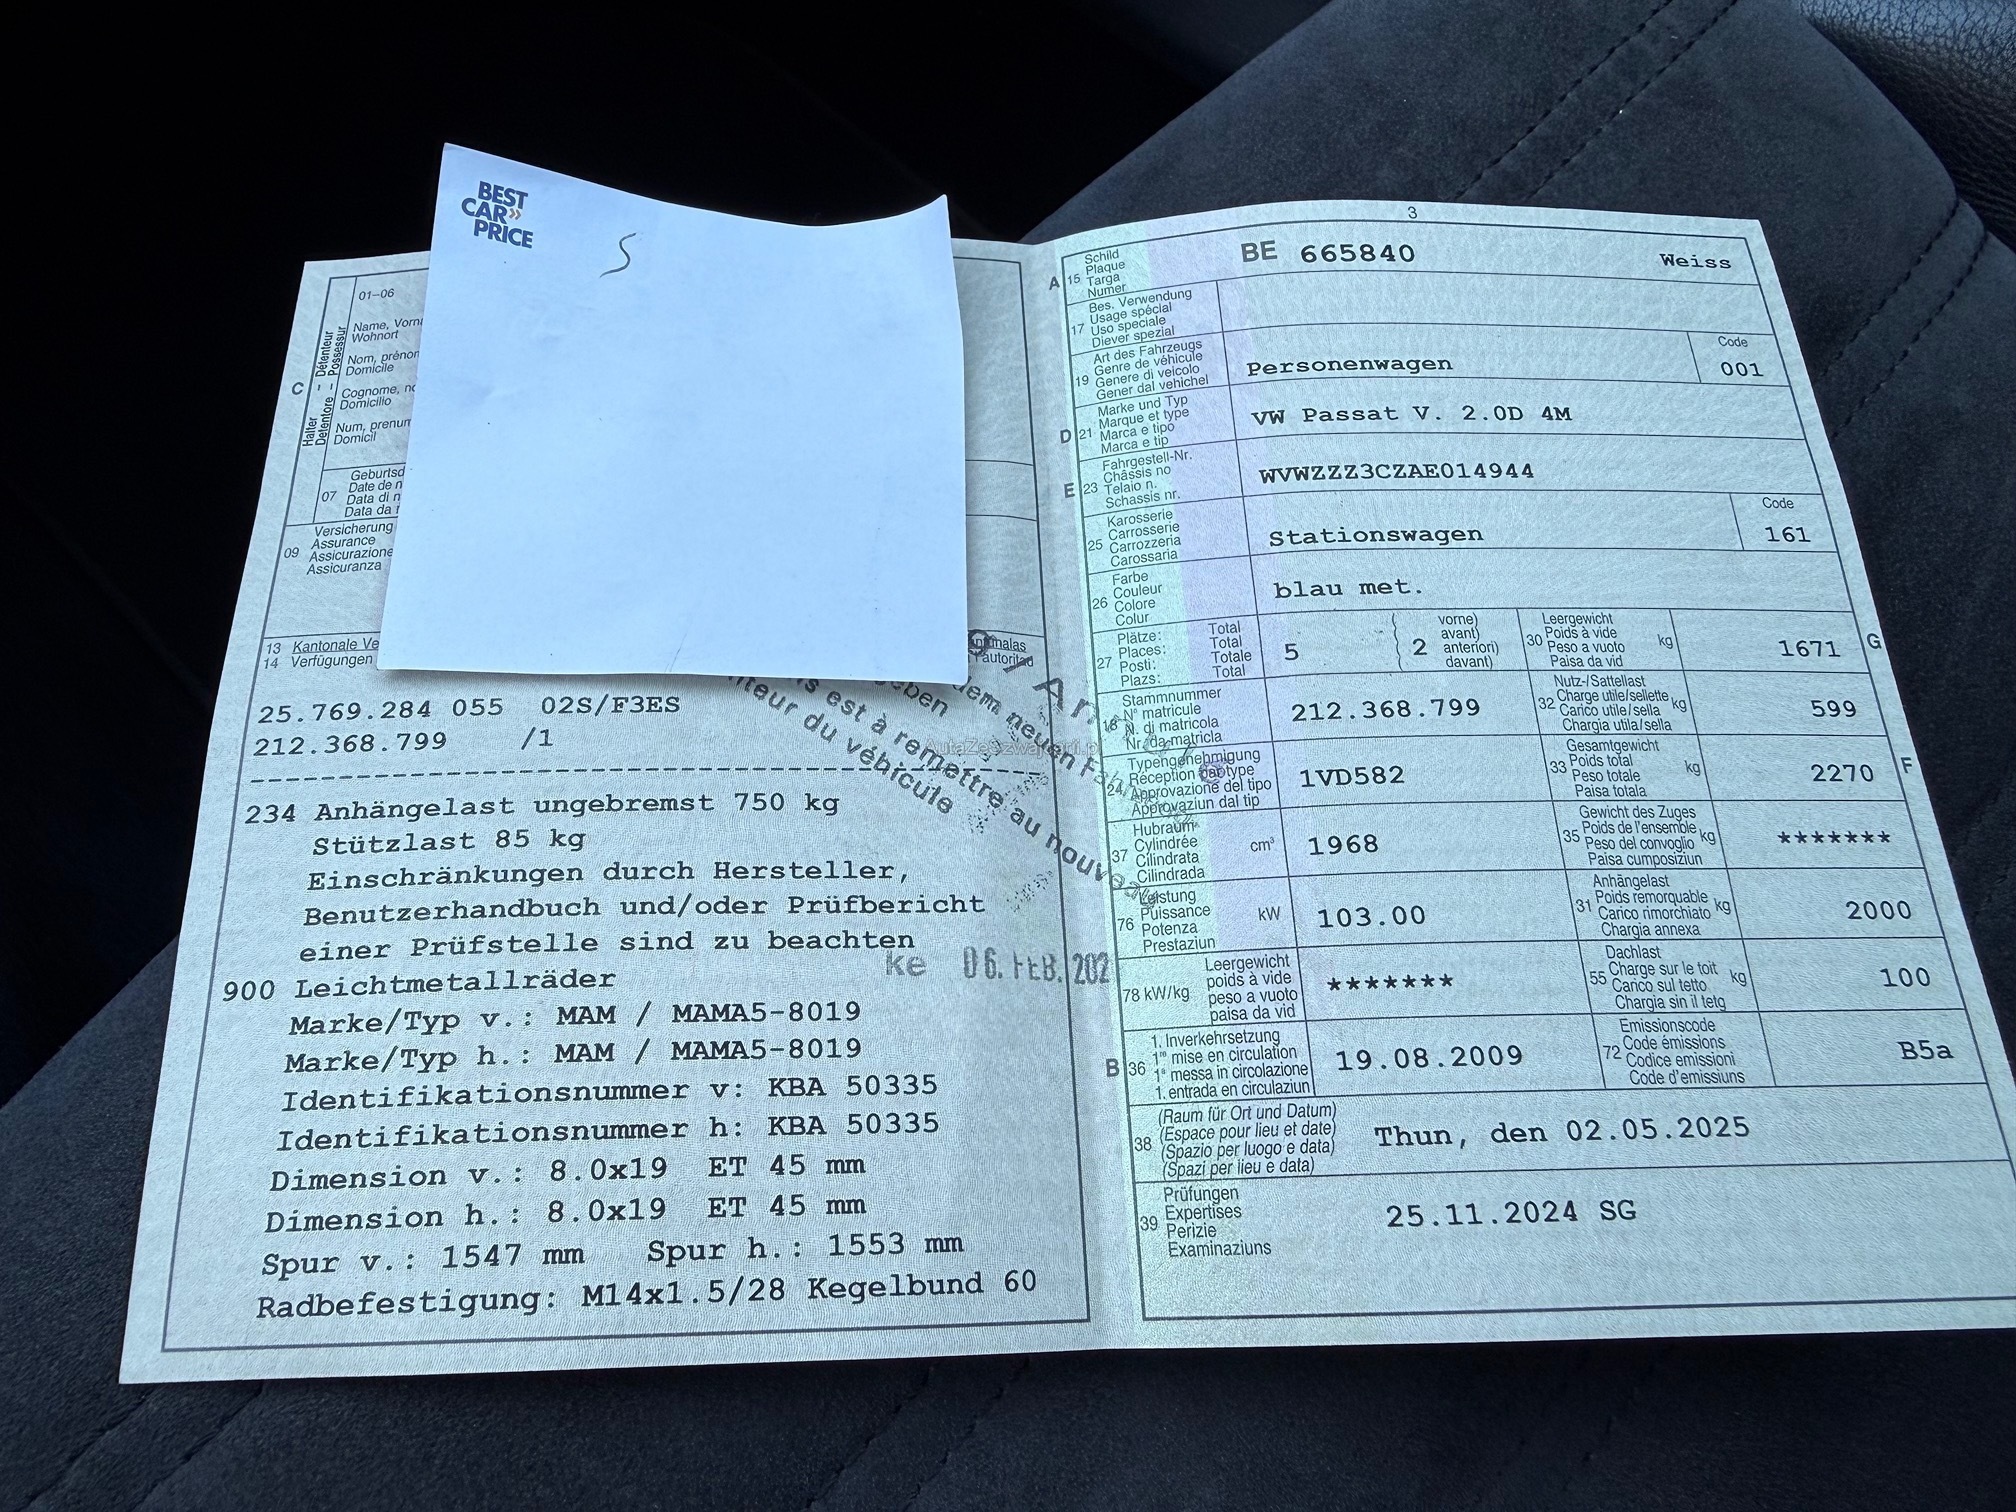 BEST
CAR»
PRICE
01–06
Halter – Détenteur
Detentore – Possessur
C
Name, Vorna
Wohnort
Nom, prénor
Domicile
Cognome, no
Domicilio
Num, prenum
Domicil
07
Geburtsd
Date de n
Data di n
Data da r
09
Versicherung
Assurance
Assicurazione
Assicuranza
13 Kantonale Ve
14 Verfügungen
25.769.284 055 02S/F3ES
212.368.799 /1
234 Anhängelast ungebremst 750 kg
Stützlast 85 kg
Einschränkungen durch Hersteller,
Benutzerhandbuch und/oder Prüfbericht
einer Prüfstelle sind zu beachten
ke 06. FEB. 202
900 Leichtmetallräder
Marke/Typ v.: MAM / MAMA5-8019
Marke/Typ h.: MAM / MAMA5-8019
Identifikationsnummer v: KBA 50335
Identifikationsnummer h: KBA 50335
Dimension v.: 8.0x19 ET 45 mm
Dimension h.: 8.0x19 ET 45 mm
Spur v.: 1547 mm Spur h.: 1553 mm
Radbefestigung: M14x1.5/28 Kegelbund 60
dem neuen
est à remettre au
du véhicule
3
A 15
Schild
Plaque
Targa
Numer
BE 665840 Weiss
17
Bes. Verwendung
Usage spécial
Uso speciale
Diever spezial
19
Art des Fahrzeugs
Genre de véhicule
Genere di veicolo
Gener dal vehichel
Personenwagen
Code
001
D 21
Marke und Typ
Marque et type
Marca e tipo
Marca e tip
VW Passat V. 2.0D 4M
E 23
Fahrgestell-Nr.
Châssis no
Telaio n.
Schassis nr.
WVWZZZ3CZAE014944
25
Karosserie
Carrosserie
Carrozzeria
Carossaria
Stationswagen
Code
161
26
Farbe
Couleur
Colore
Colur
blau met.
27
Plätze: Total
Places: Total
Posti: Totale
Plazs: Total
5
2
vorne)
avant)
anteriori)
davant)
30
Leergewicht
Poids à vide
Peso a vuoto
Paisa da vid
kg
1671
G
18
Stammnummer
N° matricule
N. di matricola
Nr. da matricla
212.368.799
32
Nutz-/Sattellast
Charge utile/sellette
Carico utile/sella
Chargia utila/sella
kg
599
24
Typengenehmigung
Réception par type
Approvazione del tipo
Approvaziun dal tip
1VD582
33
Gesamtgewicht
Poids total
Peso totale
Paisa totala
kg
2270
F
37
Hubraum
Cylindrée
Cilindrata
Cilindrada
cm³
1968
35
Gewicht des Zuges
Poids de l'ensemble
Peso del convoglio
Paisa cumposiziun
kg
*******
76
Leistung
Puissance
Potenza
Prestaziun
kW
103.00
31
Anhängelast
Poids remorquable
Carico rimorchiato
Chargia annexa
kg
2000
78 kW/kg
Leergewicht
poids à vide
peso a vuoto
paisa da vid
*******
55
Dachlast
Charge sur le toit
Carico sul tetto
Chargia sin il tetg
kg
100
B 36
1. Inverkehrsetzung
1re mise en circulation
1a messa in circolazione
1. entrada en circulaziun
19.08.2009
72
Emissionscode
Code émissions
Codice emissioni
Code d'emissiuns
B5a
38
(Raum für Ort und Datum)
(Espace pour lieu et date)
(Spazio per luogo e data)
(Spazi per lieu e data)
Thun, den 02.05.2025
39
Prüfungen
Expertises
Perizie
Examinaziuns
25.11.2024 SG